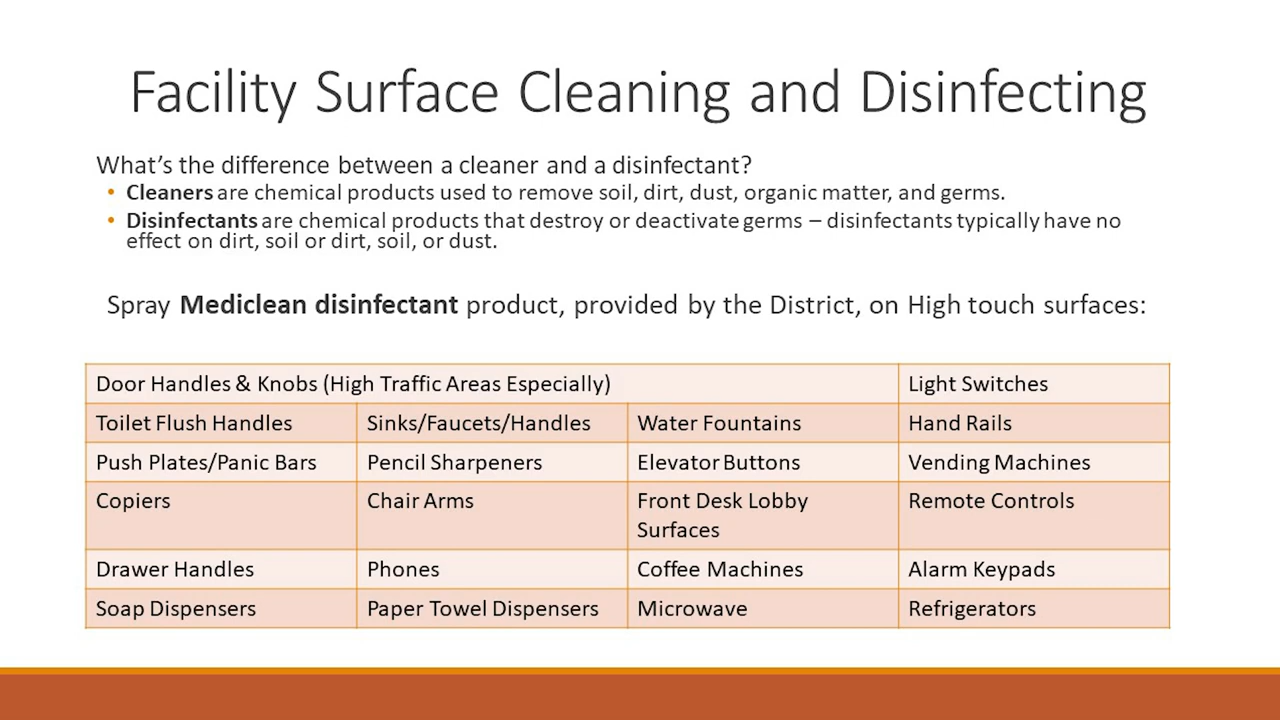 Facility Surface Cleaning and Disinfecting
What's the difference between a cleaner and a disinfectant?
• Cleaners are chemical products used to remove soil, dirt, dust, organic matter, and germs.
• Disinfectants are chemical products that destroy or deactivate germs – disinfectants typically have no
effect on dirt, soil or dirt, soil, or dust.
Spray Mediclean disinfectant product, provided by the District, on High touch surfaces:
Door Handles & Knobs (High Traffic Areas Especially) Light Switches
Toilet Flush Handles Sinks/Faucets/Handles Water Fountains Hand Rails
Push Plates/Panic Bars Pencil Sharpeners Elevator Buttons Vending Machines
Copiers Chair Arms Front Desk Lobby Remote Controls
Surfaces
Drawer Handles Phones Coffee Machines Alarm Keypads
Soap Dispensers Paper Towel Dispensers Microwave Refrigerators